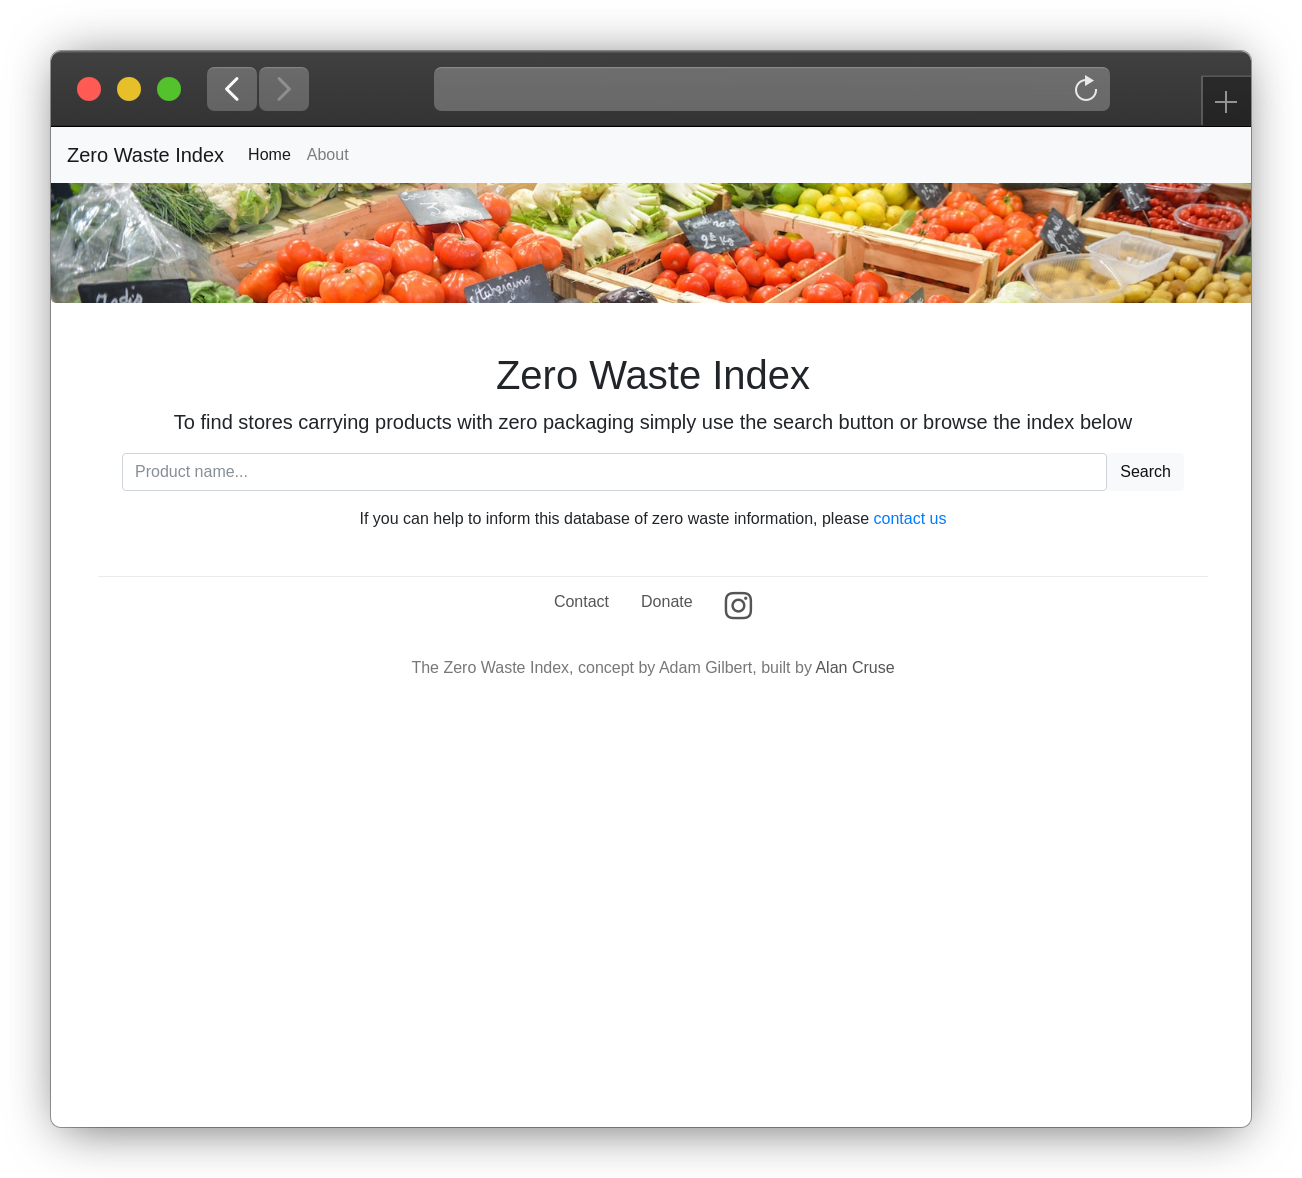 Zero Waste Index Home About
Zero Waste Index
To find stores carrying products with zero packaging simply use the search button or browse the index below
Product name... Search
If you can help to inform this database of zero waste information, please contact us
Contact Donate
The Zero Waste Index, concept by Adam Gilbert, built by Alan Cruse